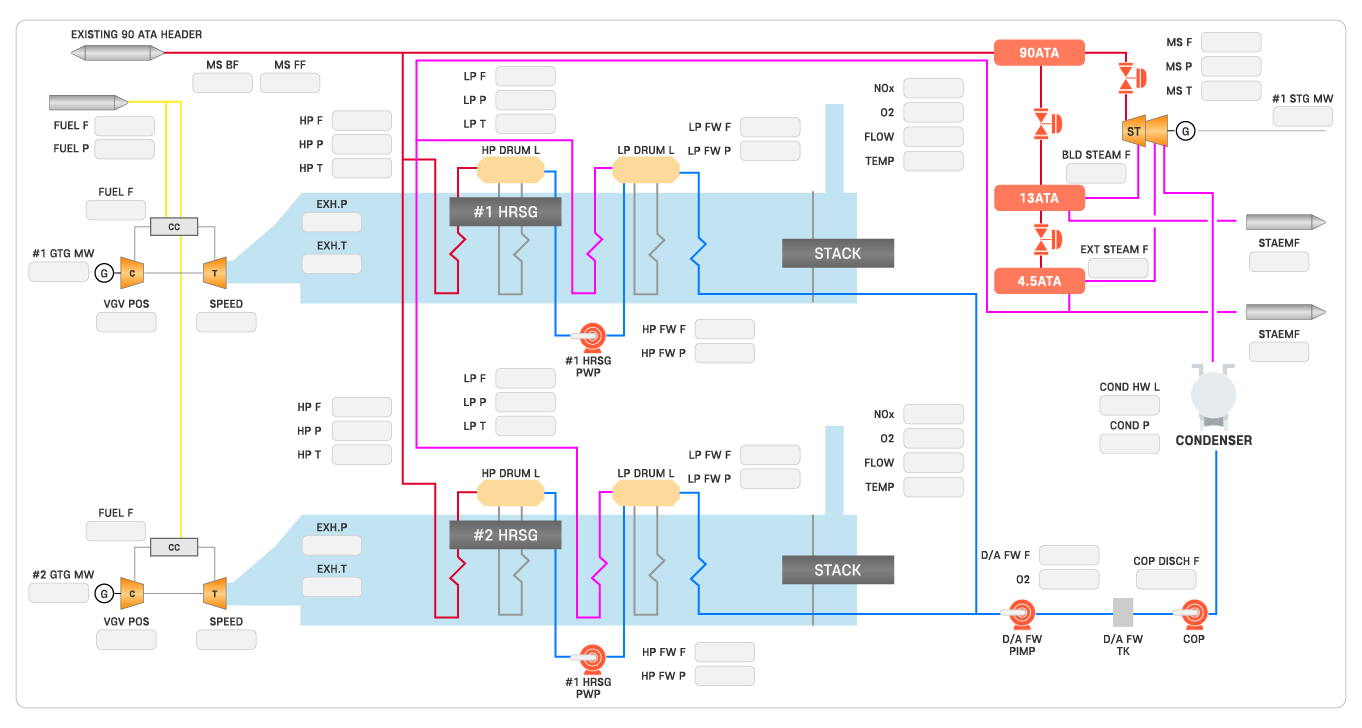 EXISTING 90 ATA HEADER
MS BF
MS FF
FUEL F
FUEL P
LP F
LP P
LP T
HP F
HP P
HP T
NOx
O2
FLOW
TEMP
LP FW F
LP FW P
90ATA
MS F
MS P
MS T
#1 STG MW
ST
G
BLD STEAM F
13ATA
EXT STEAM F
4.5ATA
STAEMF
STAEMF
FUEL F
CC
#1 GTG MW
G
C
T
VGV POS
SPEED
EXH.P
EXH.T
HP DRUM L
LP DRUM L
#1 HRSG
STACK
#1 HRSG
PWP
HP FW F
HP FW P
COND HW L
COND P
CONDENSER
LP F
LP P
LP T
HP F
HP P
HP T
NOx
O2
FLOW
TEMP
LP FW F
LP FW P
FUEL F
CC
#2 GTG MW
G
C
T
VGV POS
SPEED
EXH.P
EXH.T
HP DRUM L
LP DRUM L
#2 HRSG
STACK
#1 HRSG
PWP
HP FW F
HP FW P
D/A FW F
O2
COP DISCH F
D/A FW
PIMP
D/A FW
TK
COP